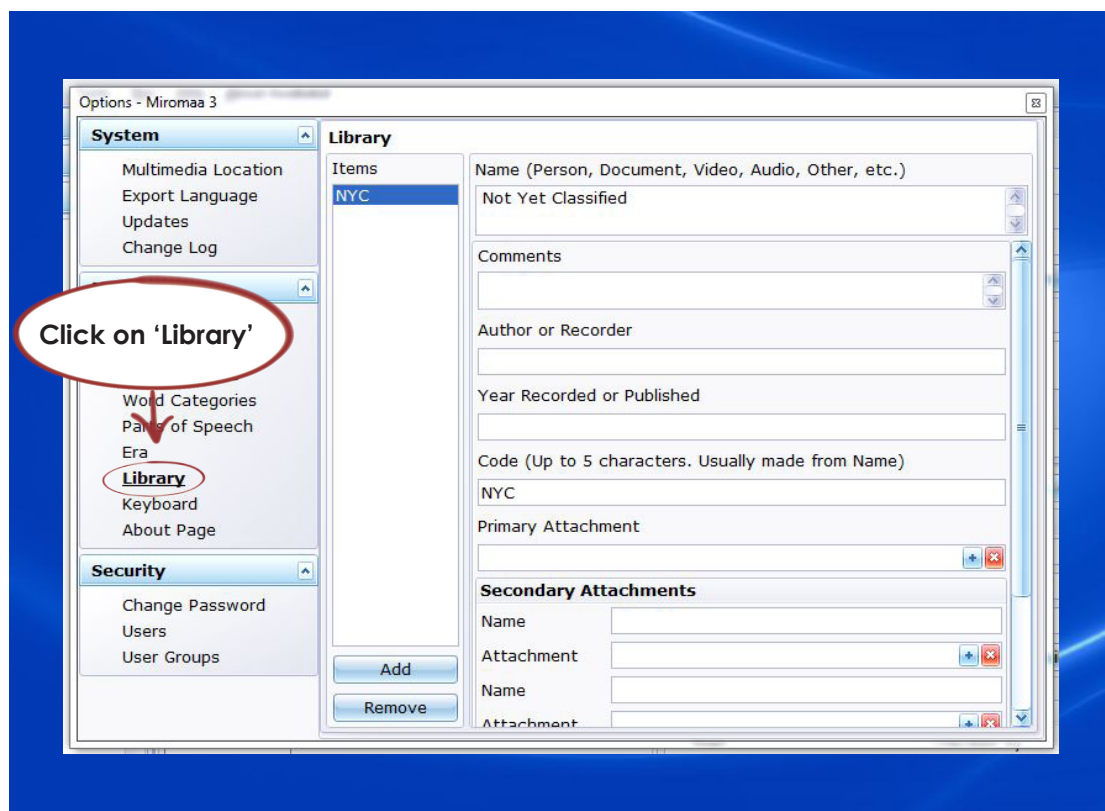 Options - Miromaa 3
System
Multimedia Location
Export Language
Updates
Change Log
Click on ‘Library’
Word Categories
Parts of Speech
Era
Library
Keyboard
About Page
Security
Change Password
Users
User Groups
Library
Items
NYC
Add
Remove
Name (Person, Document, Video, Audio, Other, etc.)
Not Yet Classified
Comments
Author or Recorder
Year Recorded or Published
Code (Up to 5 characters. Usually made from Name)
NYC
Primary Attachment
Secondary Attachments
Name
Attachment
Name
Attachment